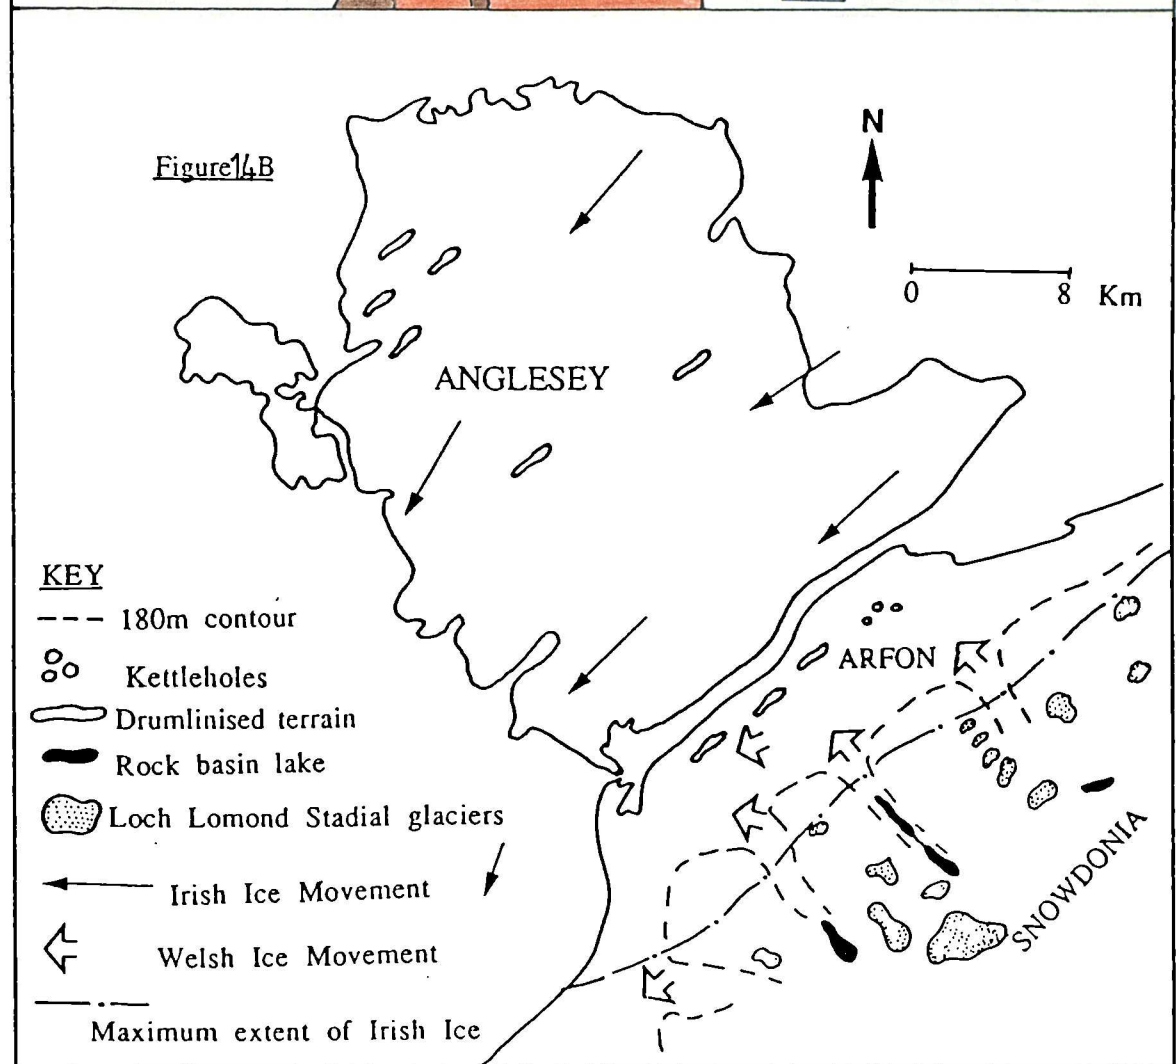 Figure14B
N
0 8 Km
ANGLESEY
ARFON
SNOWDONIA
KEY
180m contour
Kettleholes
Drumlinised terrain
Rock basin lake
Loch Lomond Stadial glaciers
Irish Ice Movement
Welsh Ice Movement
Maximum extent of Irish Ice